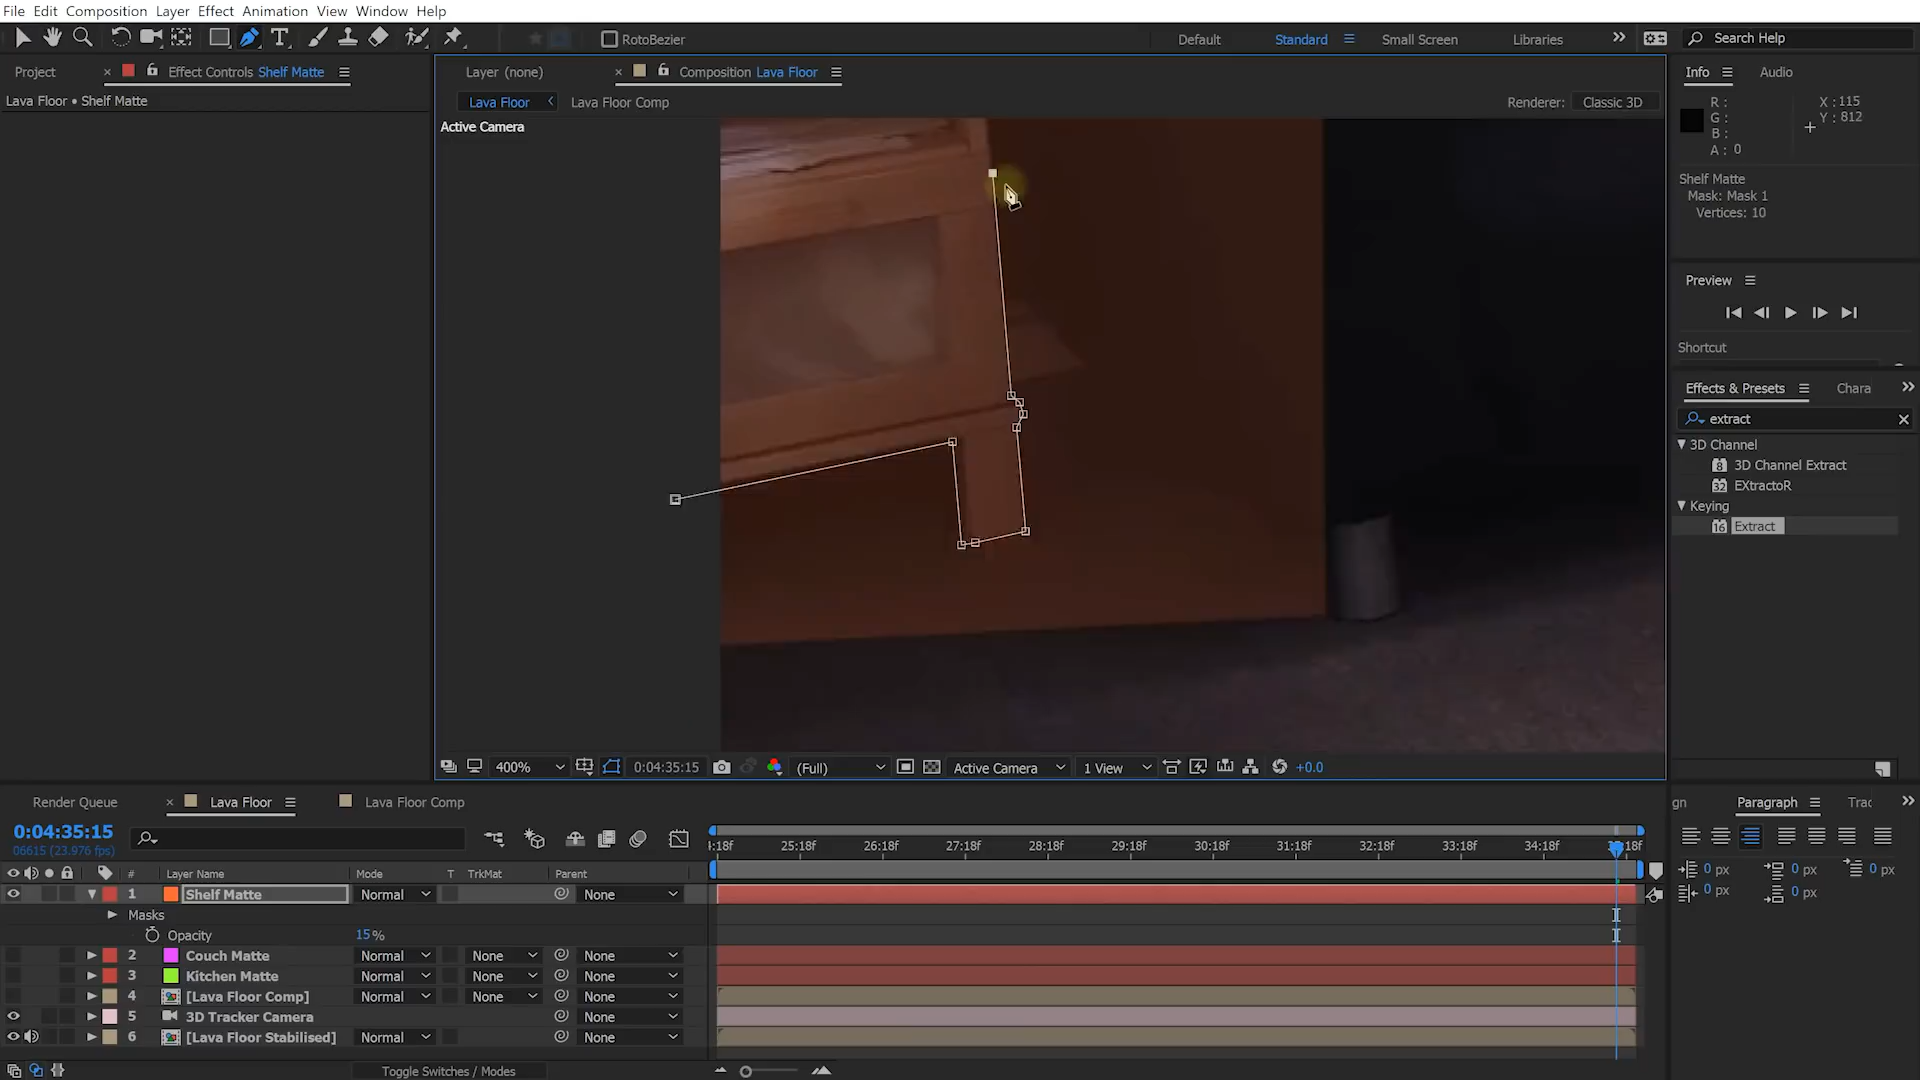 File Edit Composition Layer Effect Animation View Window Help
RotoBezier
Default Standard Small Screen Libraries
Search Help
Project
Effect Controls Shelf Matte
Layer (none)
Composition Lava Floor
Info Audio
Lava Floor • Shelf Matte
Lava Floor
Lava Floor Comp
Renderer: Classic 3D
Active Camera
R :
G :
B :
A : 0
X : 115
Y : 812
Shelf Matte
Mask: Mask 1
Vertices: 10
Preview
Shortcut
Effects & Presets
Chara
extract
3D Channel
8 3D Channel Extract
32 EXtractoR
Keying
16 Extract
400%
0:04:35:15
(Full)
Active Camera
1 View
+0.0
Render Queue
Lava Floor
Lava Floor Comp
gn Paragraph Trac
0:04:35:15
06615 (23.976 fps)
:18f 25:18f 26:18f 27:18f 28:18f 29:18f 30:18f 31:18f 32:18f 33:18f 34:18f
# Layer Name Mode T TrkMat Parent
1 Shelf Matte Normal None
Masks
Opacity 15%
2 Couch Matte Normal None None
3 Kitchen Matte Normal None None
4 [Lava Floor Comp] Normal None None
5 3D Tracker Camera None
6 [Lava Floor Stabilised] Normal None
0 px 0 px 0 px
0 px 0 px
Toggle Switches / Modes